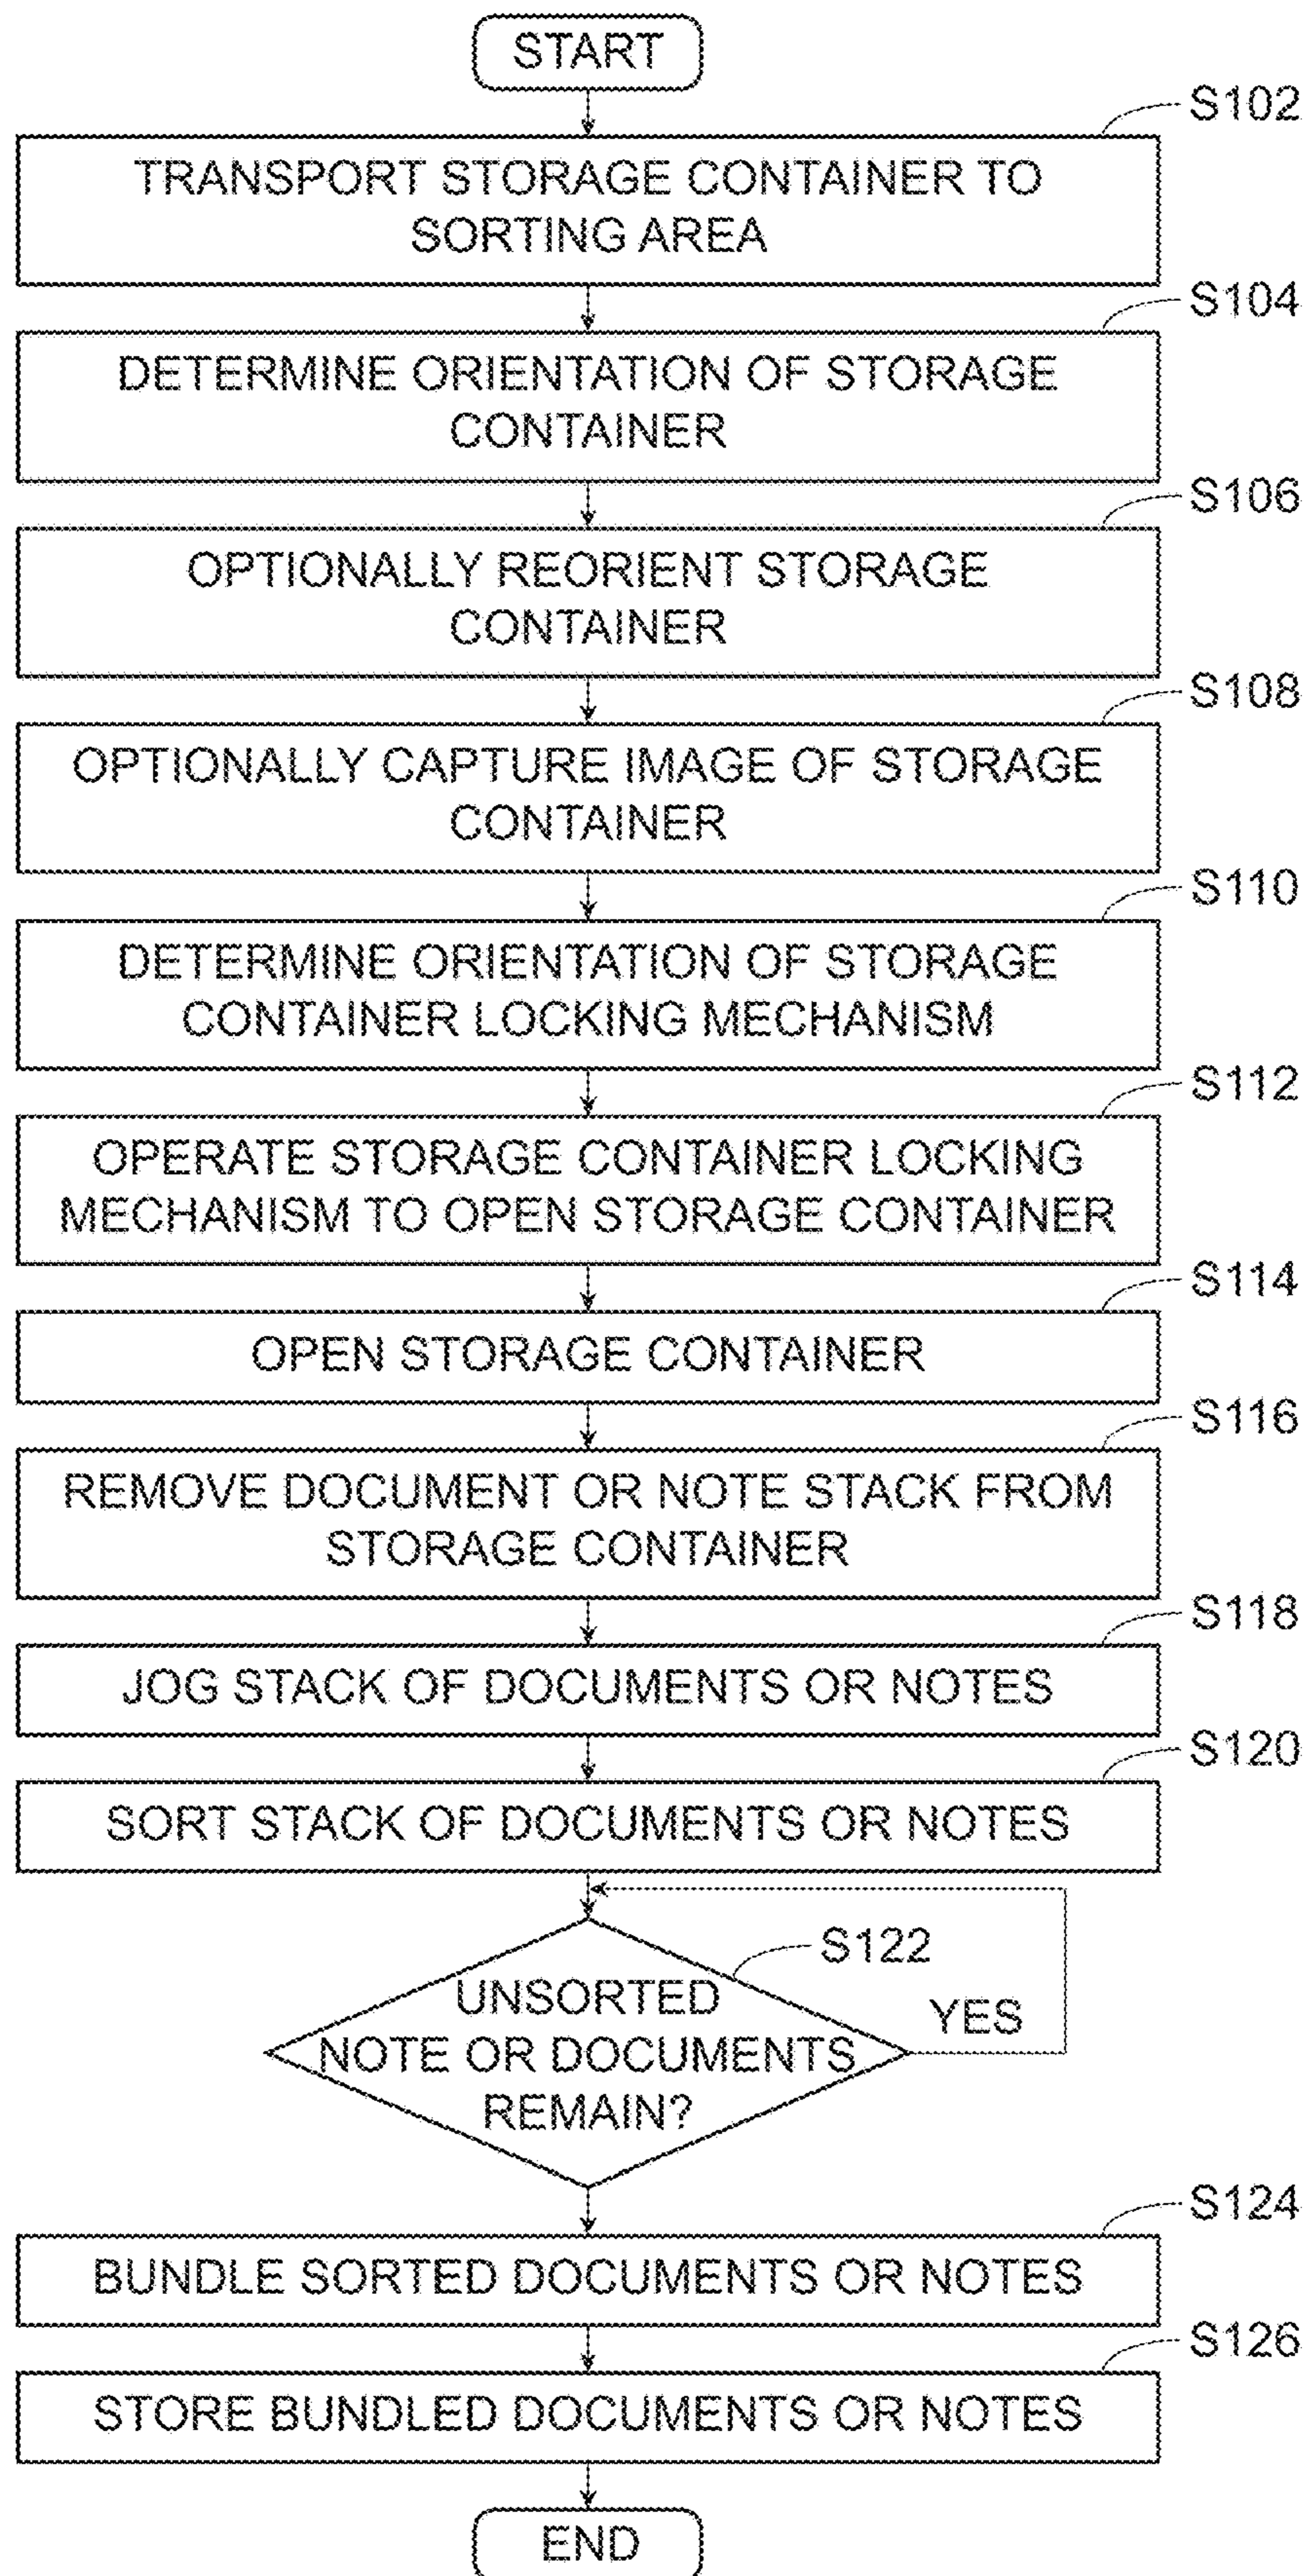 START
S102
TRANSPORT STORAGE CONTAINER TO
SORTING AREA
S104
DETERMINE ORIENTATION OF STORAGE
CONTAINER
S106
OPTIONALLY REORIENT STORAGE
CONTAINER
S108
OPTIONALLY CAPTURE IMAGE OF STORAGE
CONTAINER
S110
DETERMINE ORIENTATION OF STORAGE
CONTAINER LOCKING MECHANISM
S112
OPERATE STORAGE CONTAINER LOCKING
MECHANISM TO OPEN STORAGE CONTAINER
S114
OPEN STORAGE CONTAINER
S116
REMOVE DOCUMENT OR NOTE STACK FROM
STORAGE CONTAINER
S118
JOG STACK OF DOCUMENTS OR NOTES
S120
SORT STACK OF DOCUMENTS OR NOTES
S122
UNSORTED
NOTE OR DOCUMENTS
REMAIN?
YES
S124
BUNDLE SORTED DOCUMENTS OR NOTES
S126
STORE BUNDLED DOCUMENTS OR NOTES
END